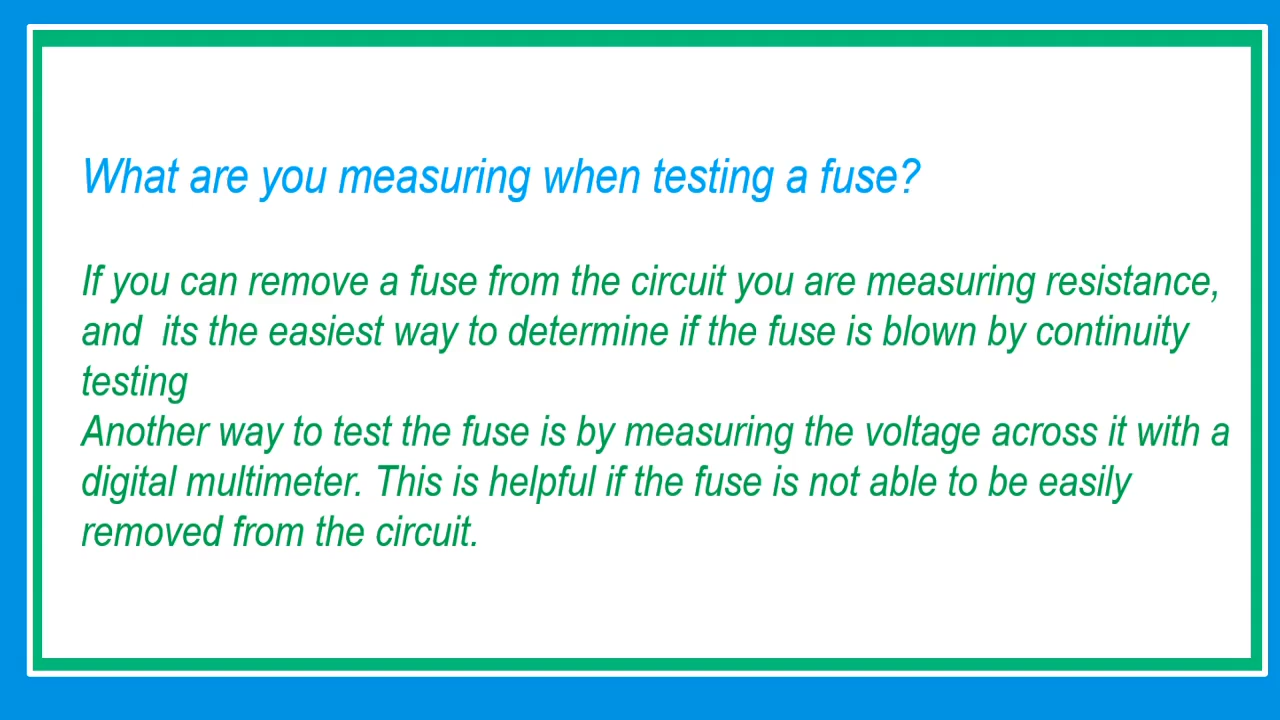 What are you measuring when testing a fuse?
If you can remove a fuse from the circuit you are measuring resistance,
and  its the easiest way to determine if the fuse is blown by continuity
testing
Another way to test the fuse is by measuring the voltage across it with a
digital multimeter. This is helpful if the fuse is not able to be easily
removed from the circuit.